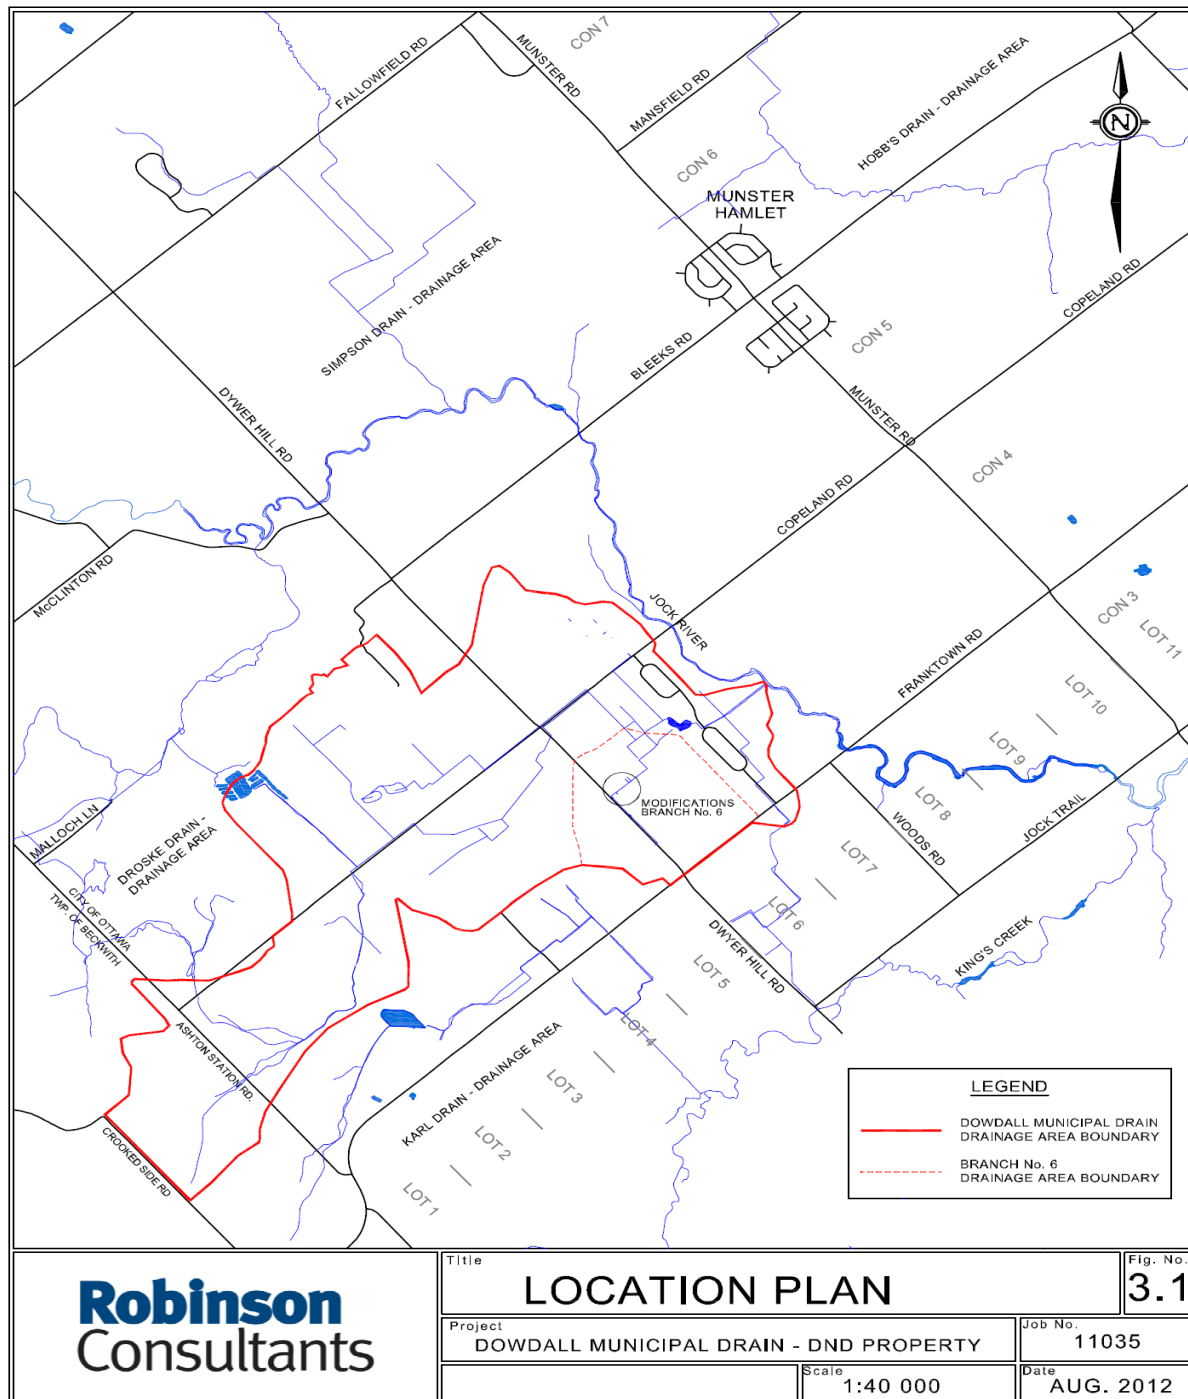 CON 7
FALLOWFIELD RD
MUNSTER RD
MANSFIELD RD
HOBB'S DRAIN - DRAINAGE AREA
N
CON 6
MUNSTER
HAMLET
SIMPSON DRAIN - DRAINAGE AREA
COPELAND RD
BLEEKS RD
CON 5
DYWER HILL RD
MUNSTER RD
CON 4
COPELAND RD
McCLINTON RD
JOCK RIVER
CON 3
LOT 11
FRANKTOWN RD
LOT 10
LOT 9
LOT 8
MODIFICATIONS
BRANCH No. 6
WOODS RD
JOCK TRAIL
MALLOCH LN
DROSKE DRAIN -
DRAINAGE AREA
LOT 7
CITY OF OTTAWA
TWP. OF BECKWITH
LOT 6
DWYER HILL RD
KING'S CREEK
LOT 5
ASHTON STATION RD.
LOT 4
KARL DRAIN - DRAINAGE AREA
LOT 3
LOT 2
LOT 1
CROOKED SIDE RD
LEGEND
DOWDALL MUNICIPAL DRAIN
DRAINAGE AREA BOUNDARY
BRANCH No. 6
DRAINAGE AREA BOUNDARY
Robinson
Consultants
Title
LOCATION PLAN
Fig. No.
3.1
Project
DOWDALL MUNICIPAL DRAIN - DND PROPERTY
Job No.
11035
Scale
1:40 000
Date
AUG. 2012